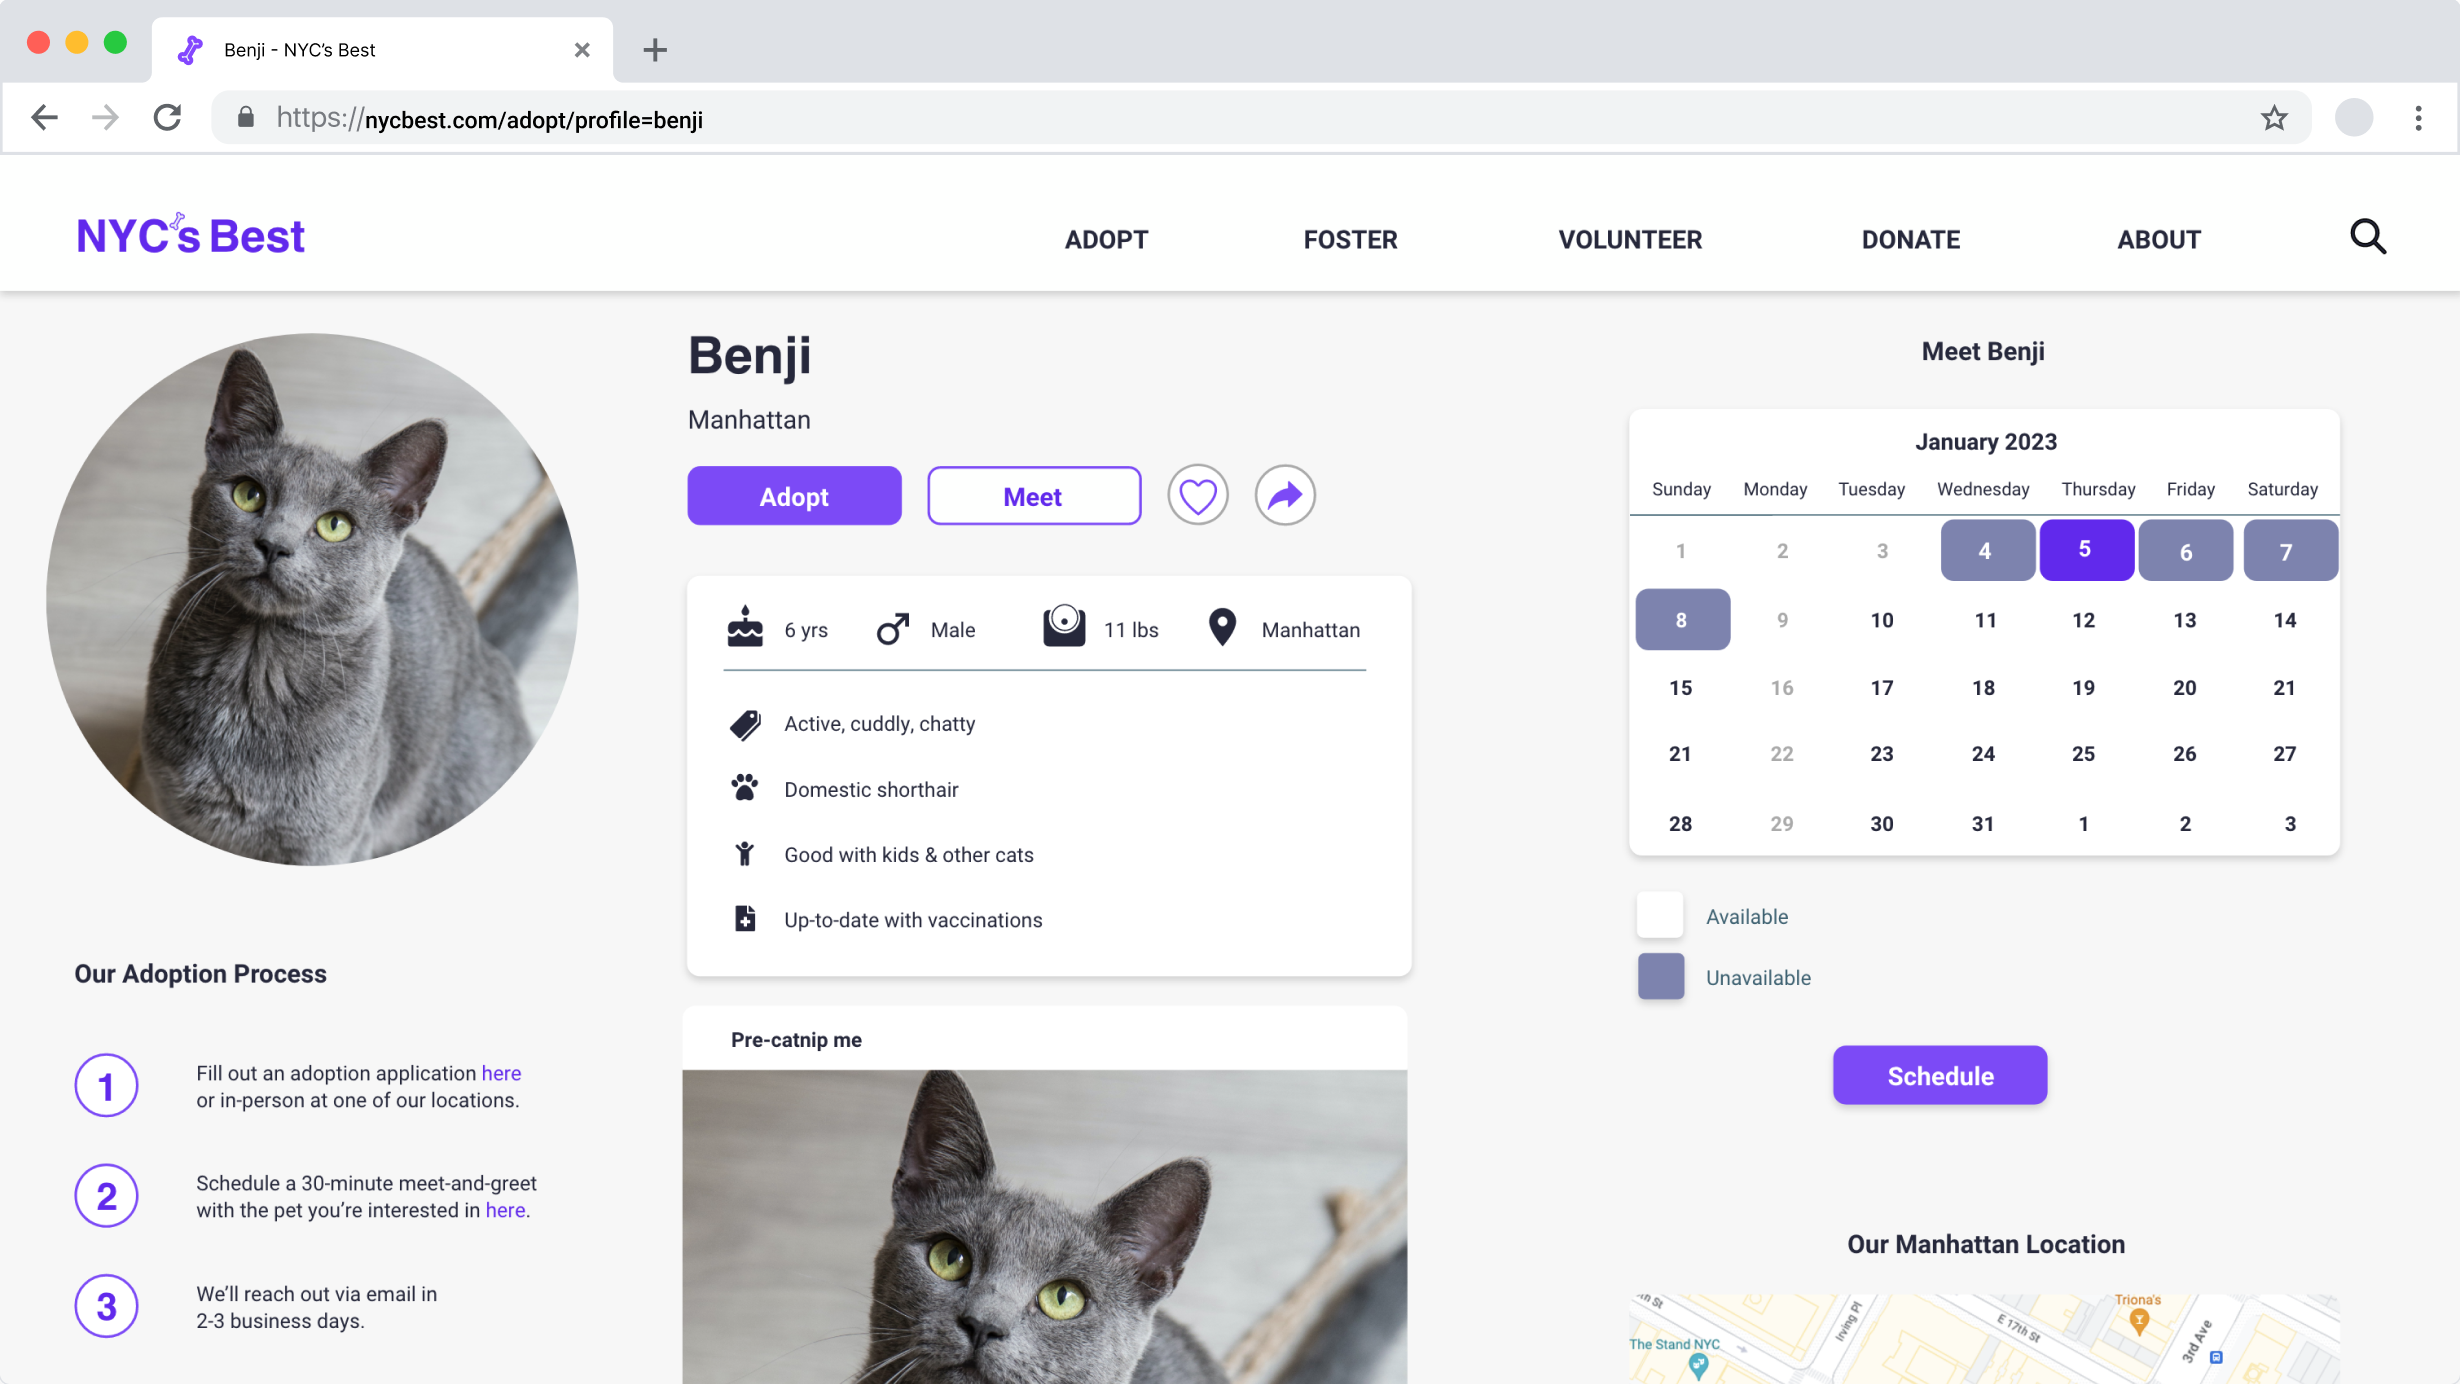 Benji - NYC's Best
https://nycbest.com/adopt/profile=benji
NYC's Best
ADOPT FOSTER VOLUNTEER DONATE ABOUT
Benji
Manhattan
Adopt Meet
6 yrs Male 11 lbs Manhattan
Active, cuddly, chatty
Domestic shorthair
Good with kids & other cats
Up-to-date with vaccinations
Pre-catnip me
Our Adoption Process
1
Fill out an adoption application here
or in-person at one of our locations.
2
Schedule a 30-minute meet-and-greet
with the pet you’re interested in here.
3
We’ll reach out via email in
2-3 business days.
Meet Benji
January 2023
Sunday Monday Tuesday Wednesday Thursday Friday Saturday
1 2 3 4 5 6 7
8 9 10 11 12 13 14
15 16 17 18 19 20 21
21 22 23 24 25 26 27
28 29 30 31 1 2 3
Available
Unavailable
Schedule
Our Manhattan Location
th St
Irving Pl
E 17th St
Triona's
3rd Ave
The Stand NYC